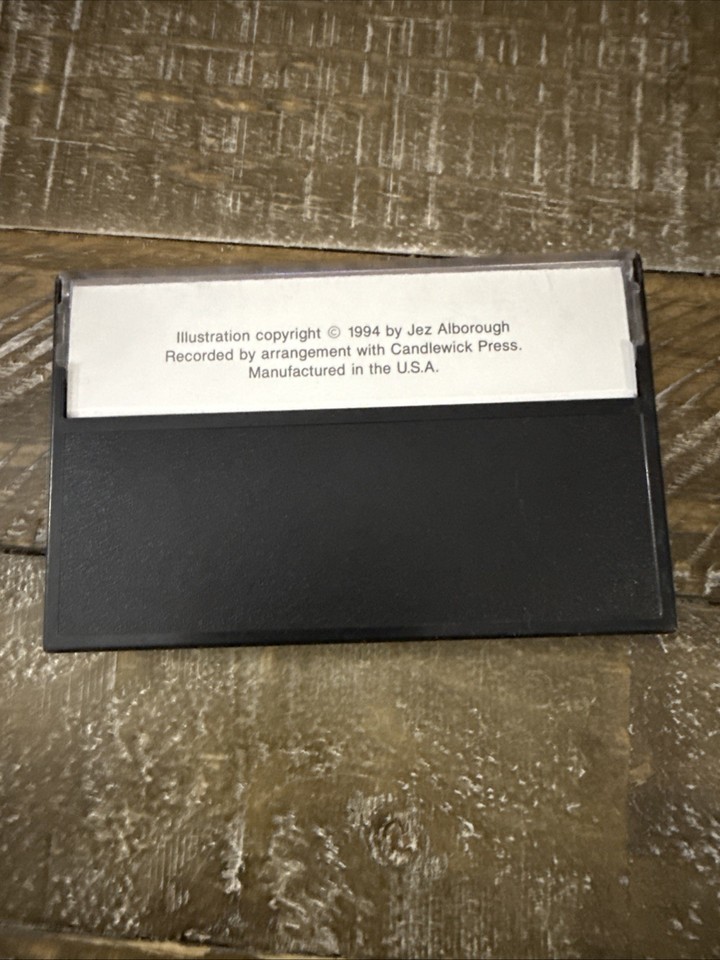 Illustration copyright © 1994 by Jez Alborough
Recorded by arrangement with Candlewick Press.
Manufactured in the U.S.A.